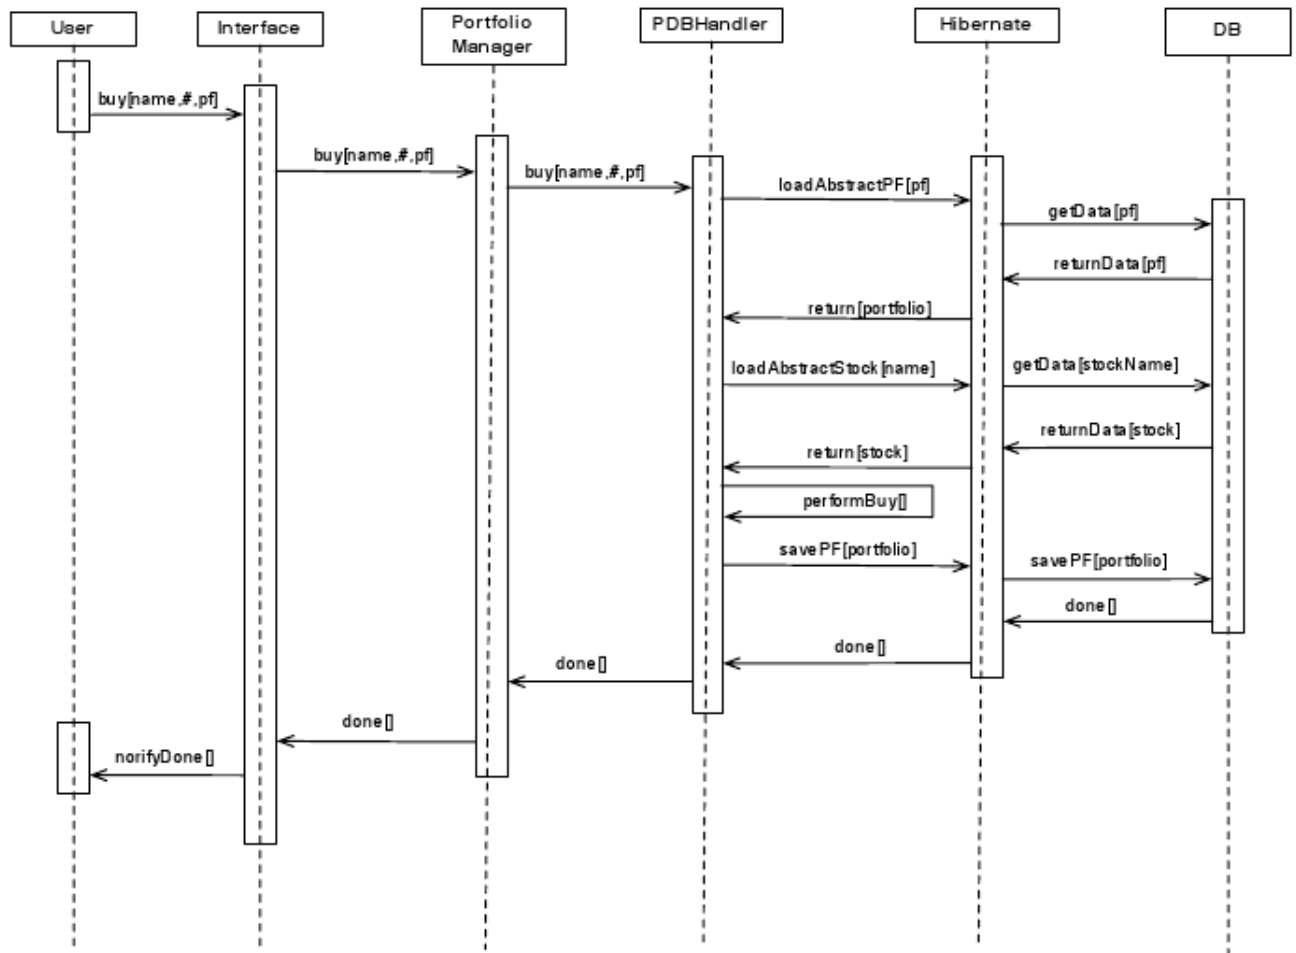 User
Interface
Portfolio
Manager
PDBHandler
Hibernate
DB
buy[name,#,pf]
buy[name,#,pf]
buy[name,#,pf]
loadAbstractPF[pf]
getData[pf]
returnData[pf]
return[portfolio]
loadAbstractStock[name]
getData[stockName]
returnData[stock]
return[stock]
performBuy[]
savePF[portfolio]
savePF[portfolio]
done[]
done[]
done[]
done[]
norifyDone[]